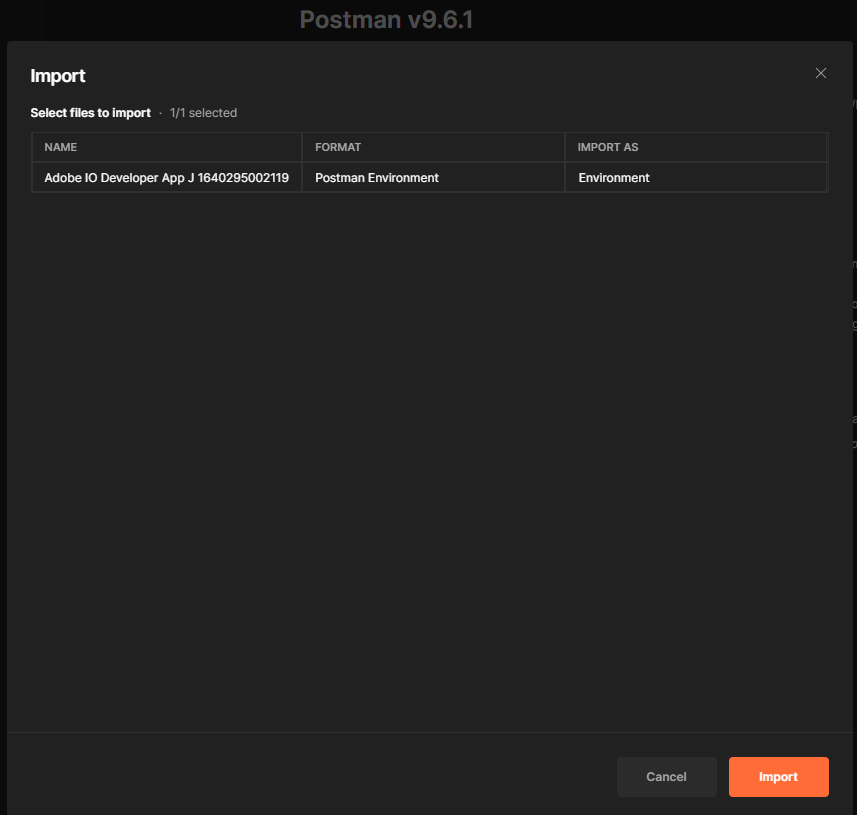 Postman v9.6.1
Import
Select files to import · 1/1 selected
NAME FORMAT IMPORT AS
Adobe IO Developer App J 1640295002119 Postman Environment Environment
Cancel Import